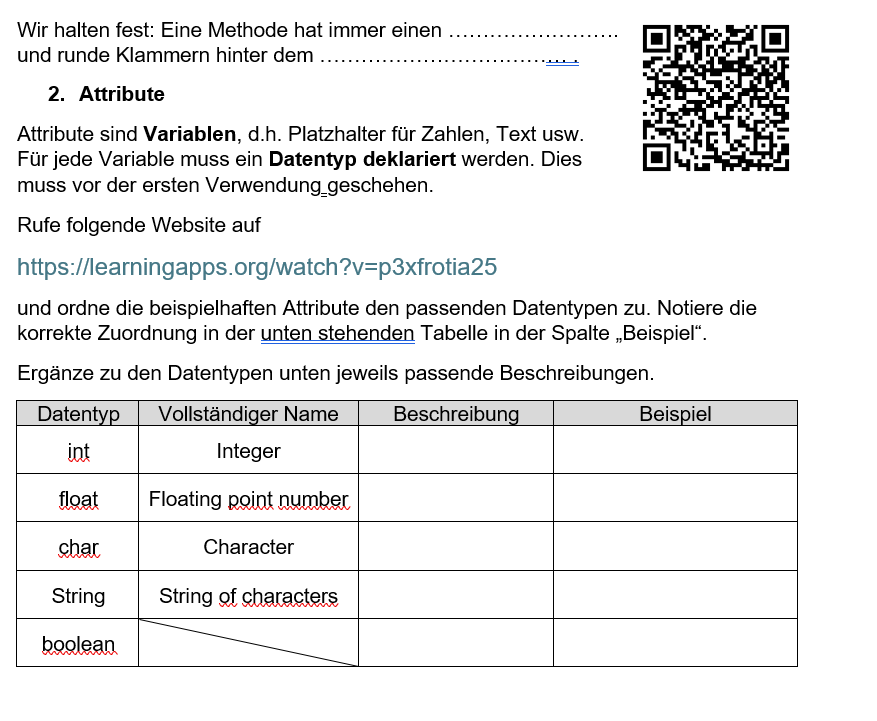 Wir halten fest: Eine Methode hat immer einen …………………….
und runde Klammern hinter dem ……………………………… .
2. Attribute
Attribute sind Variablen, d.h. Platzhalter für Zahlen, Text usw.
Für jede Variable muss ein Datentyp deklariert werden. Dies
muss vor der ersten Verwendung geschehen.
Rufe folgende Website auf
https://learningapps.org/watch?v=p3xfrotia25
und ordne die beispielhaften Attribute den passenden Datentypen zu. Notiere die
korrekte Zuordnung in der unten stehenden Tabelle in der Spalte „Beispiel“.
Ergänze zu den Datentypen unten jeweils passende Beschreibungen.
Datentyp Vollständiger Name Beschreibung Beispiel
int Integer
float Floating point number
char Character
String String of characters
boolean